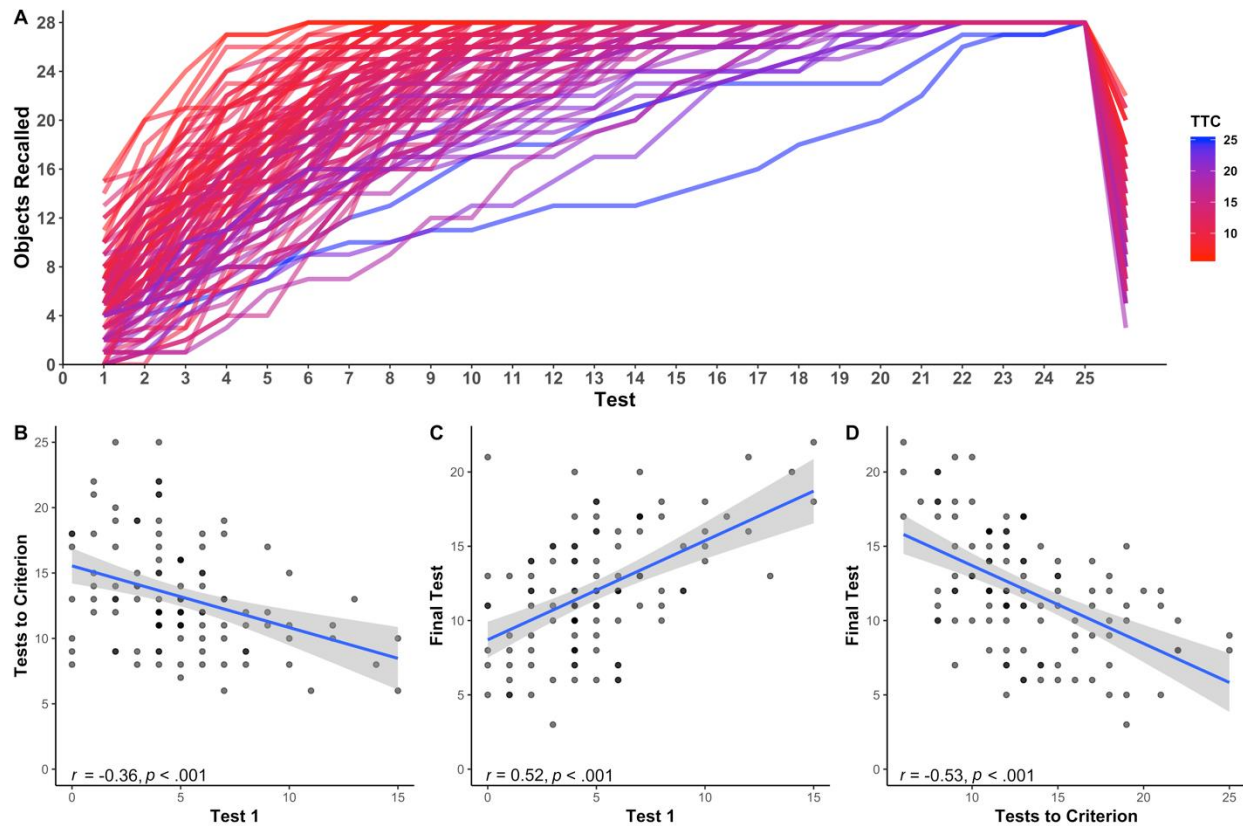 A
Objects Recalled
28
24
20
16
12
8
4
0
0 1 2 3 4 5 6 7 8 9 10 11 12 13 14 15 16 17 18 19 20 21 22 23 24 25
Test
TTC
25
20
15
10
B
Tests to Criterion
25
20
15
10
5
0
r = -0.36, p < .001
0 5 10 15
Test 1
C
Final Test
20
15
10
5
0
r = 0.52, p < .001
0 5 10 15
Test 1
D
Final Test
20
15
10
5
0
r = -0.53, p < .001
10 15 20 25
Tests to Criterion